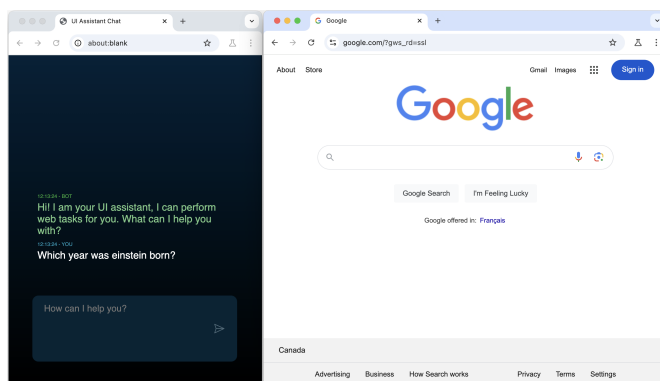 UI Assistant Chat
about:blank
12:13:24 - BOT
Hi! I am your UI assistant, I can perform
web tasks for you. What can I help you
with?
12:13:24 - YOU
Which year was einstein born?
How can I help you?
Google
google.com/?gws_rd=ssl
About Store
Gmail Images
Sign in
Google
Google Search I'm Feeling Lucky
Google offered in: Français
Canada
Advertising Business How Search works Privacy Terms Settings